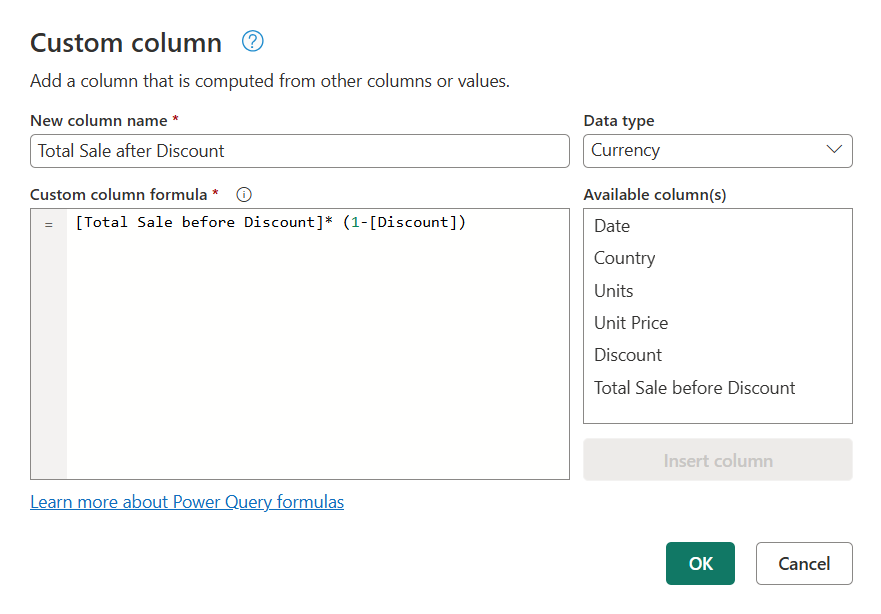 Custom column ?
Add a column that is computed from other columns or values.
New column name *
Total Sale after Discount
Data type
Currency
Custom column formula * i
= [Total Sale before Discount]* (1-[Discount])
Available column(s)
Date
Country
Units
Unit Price
Discount
Total Sale before Discount
Insert column
Learn more about Power Query formulas
OK
Cancel